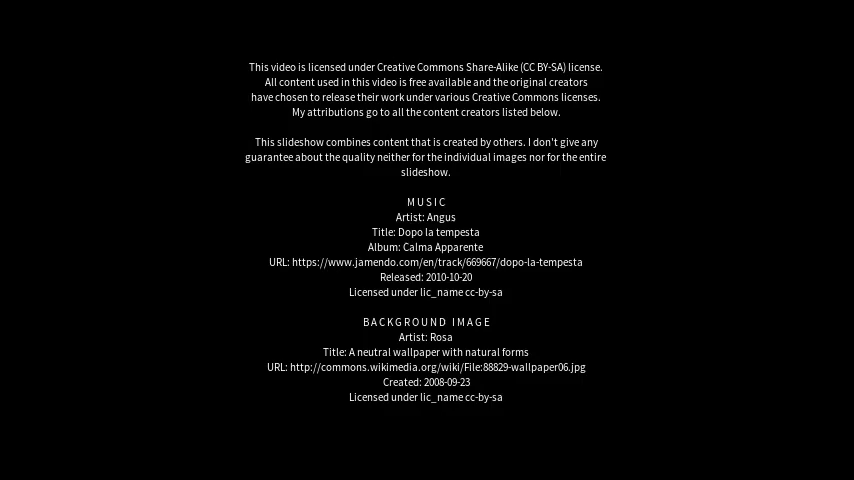 This video is licensed under Creative Commons Share-Alike (CC BY-SA) license.
All content used in this video is free available and the original creators
have chosen to release their work under various Creative Commons licenses.
My attributions go to all the content creators listed below.
This slideshow combines content that is created by others. I don't give any
guarantee about the quality neither for the individual images nor for the entire
slideshow.
MUSIC
Artist: Angus
Title: Dopo la tempesta
Album: Calma Apparente
URL: https://www.jamendo.com/en/track/669667/dopo-la-tempesta
Released: 2010-10-20
Licensed under lic_name cc-by-sa
BACKGROUND IMAGE
Artist: Rosa
Title: A neutral wallpaper with natural forms
URL: http://commons.wikimedia.org/wiki/File:88829-wallpaper06.jpg
Created: 2008-09-23
Licensed under lic_name cc-by-sa